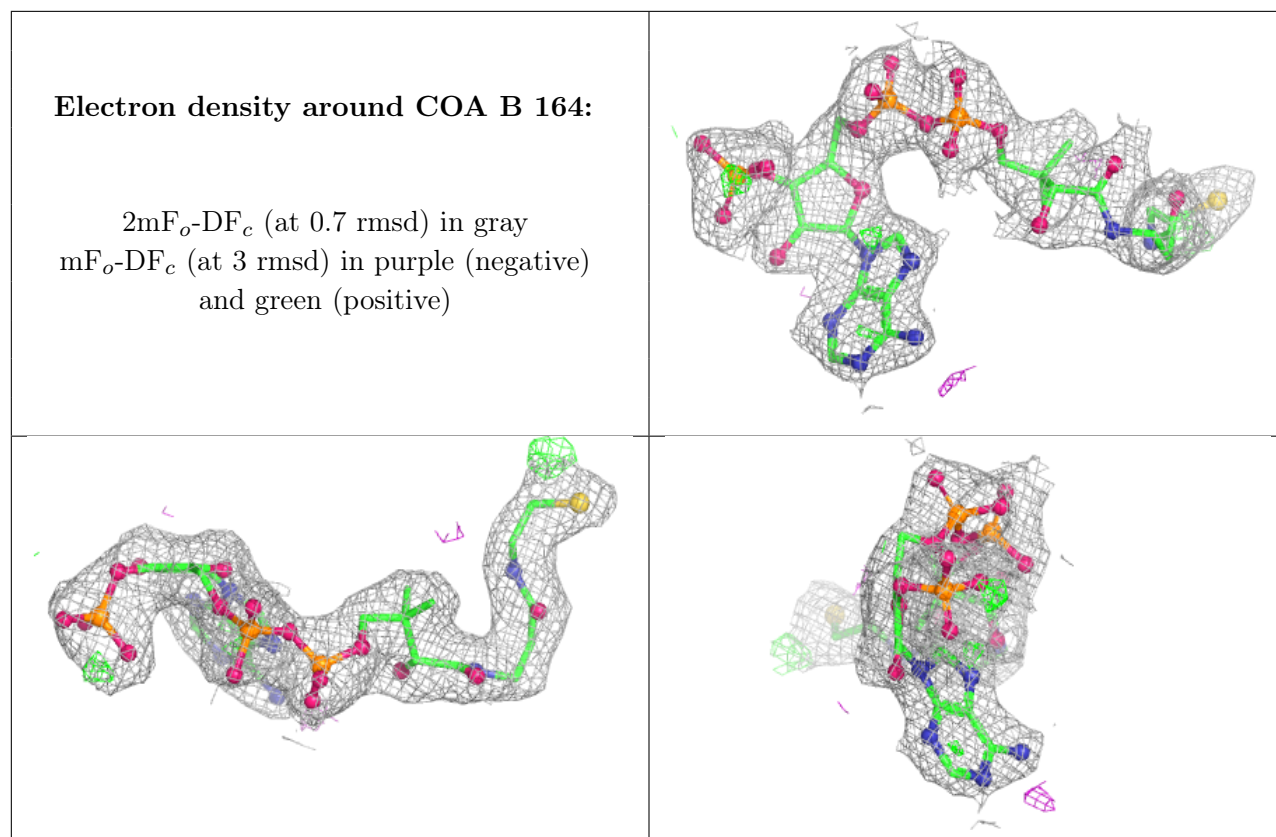 Electron density around COA B 164:
2mFo-DFc (at 0.7 rmsd) in gray
mFo-DFc (at 3 rmsd) in purple (negative)
and green (positive)